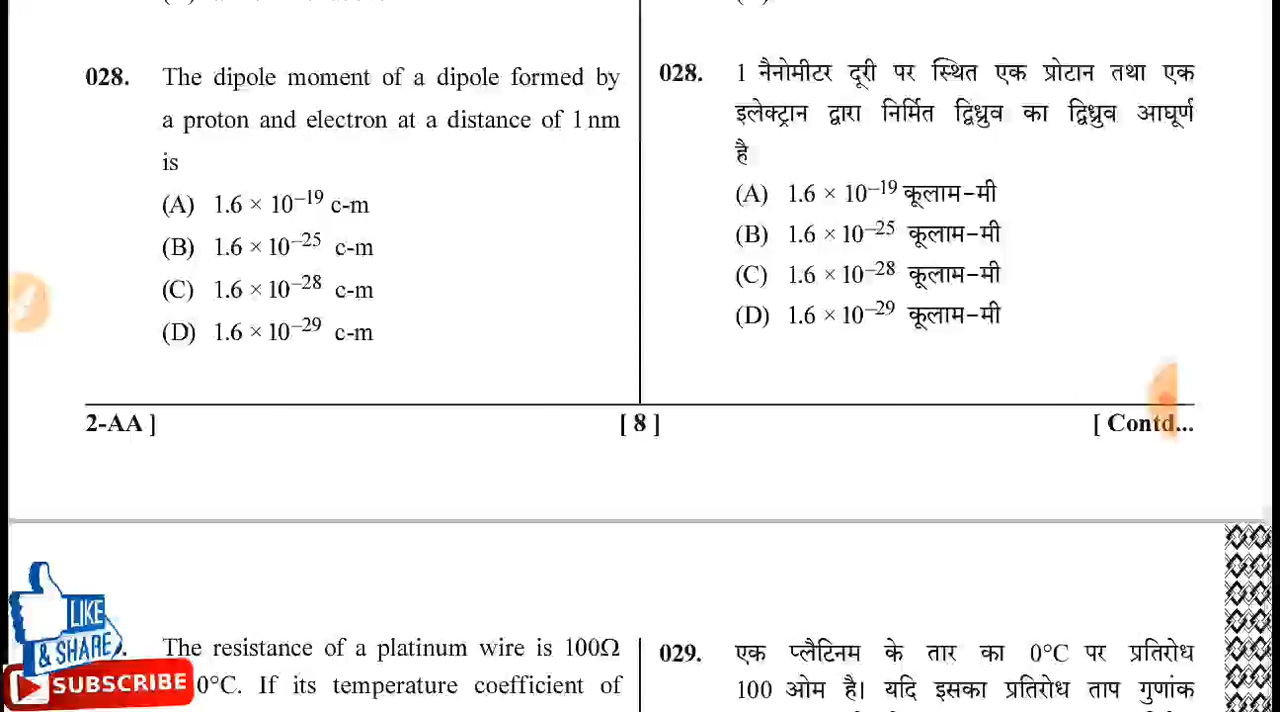 028. The dipole moment of a dipole formed by
a proton and electron at a distance of 1 nm
is
(A) 1.6 × 10⁻¹⁹ c-m
(B) 1.6 × 10⁻²⁵ c-m
(C) 1.6 × 10⁻²⁸ c-m
(D) 1.6 × 10⁻²⁹ c-m
028. 1 नैनोमीटर दूरी पर स्थित एक प्रोटान तथा एक
इलेक्ट्रान द्वारा निर्मित द्विध्रुव का द्विध्रुव आघूर्ण
है
(A) 1.6 × 10⁻¹⁹ कूलाम-मी
(B) 1.6 × 10⁻²⁵ कूलाम-मी
(C) 1.6 × 10⁻²⁸ कूलाम-मी
(D) 1.6 × 10⁻²⁹ कूलाम-मी
2-AA ] [ 8 ] [ Contd...
The resistance of a platinum wire is 100Ω
0°C. If its temperature coefficient of
029. एक प्लैटिनम के तार का 0°C पर प्रतिरोध
100 ओम है। यदि इसका प्रतिरोध ताप गुणांक
LIKE
& SHARE
SUBSCRIBE